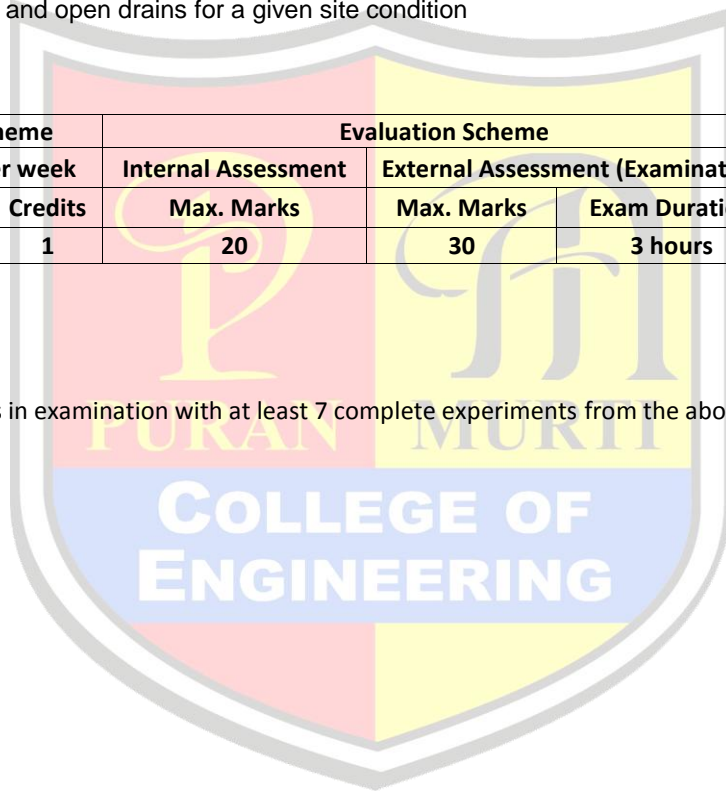 and open drains for a given site condition
heme Evaluation Scheme
er week Internal Assessment External Assessment (Examinat
Credits Max. Marks Max. Marks Exam Durati
1 20 30 3 hours
s in examination with at least 7 complete experiments from the abo
P M
PURAN MURTI
COLLEGE OF
ENGINEERING